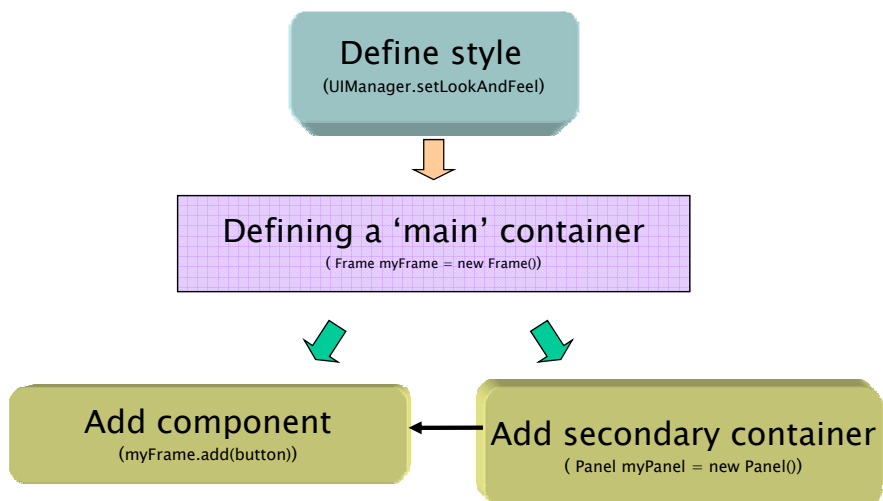 Define style
(UIManager.setLookAndFeel)
Defining a ‘main’ container
( Frame myFrame = new Frame())
Add component
(myFrame.add(button))
Add secondary container
( Panel myPanel = new Panel())